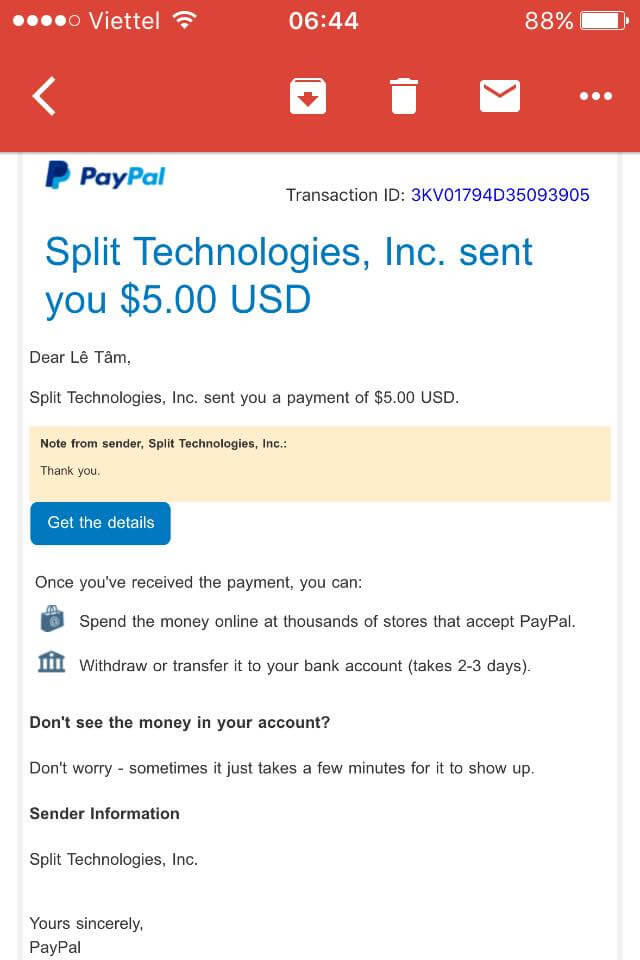 Viettel 06:44 88%
PayPal
Transaction ID: 3KV01794D35093905
Split Technologies, Inc. sent
you $5.00 USD
Dear Lê Tâm,
Split Technologies, Inc. sent you a payment of $5.00 USD.
Note from sender, Split Technologies, Inc.:
Thank you.
Get the details
Once you've received the payment, you can:
Spend the money online at thousands of stores that accept PayPal.
Withdraw or transfer it to your bank account (takes 2-3 days).
Don't see the money in your account?
Don't worry - sometimes it just takes a few minutes for it to show up.
Sender Information
Split Technologies, Inc.
Yours sincerely,
PayPal